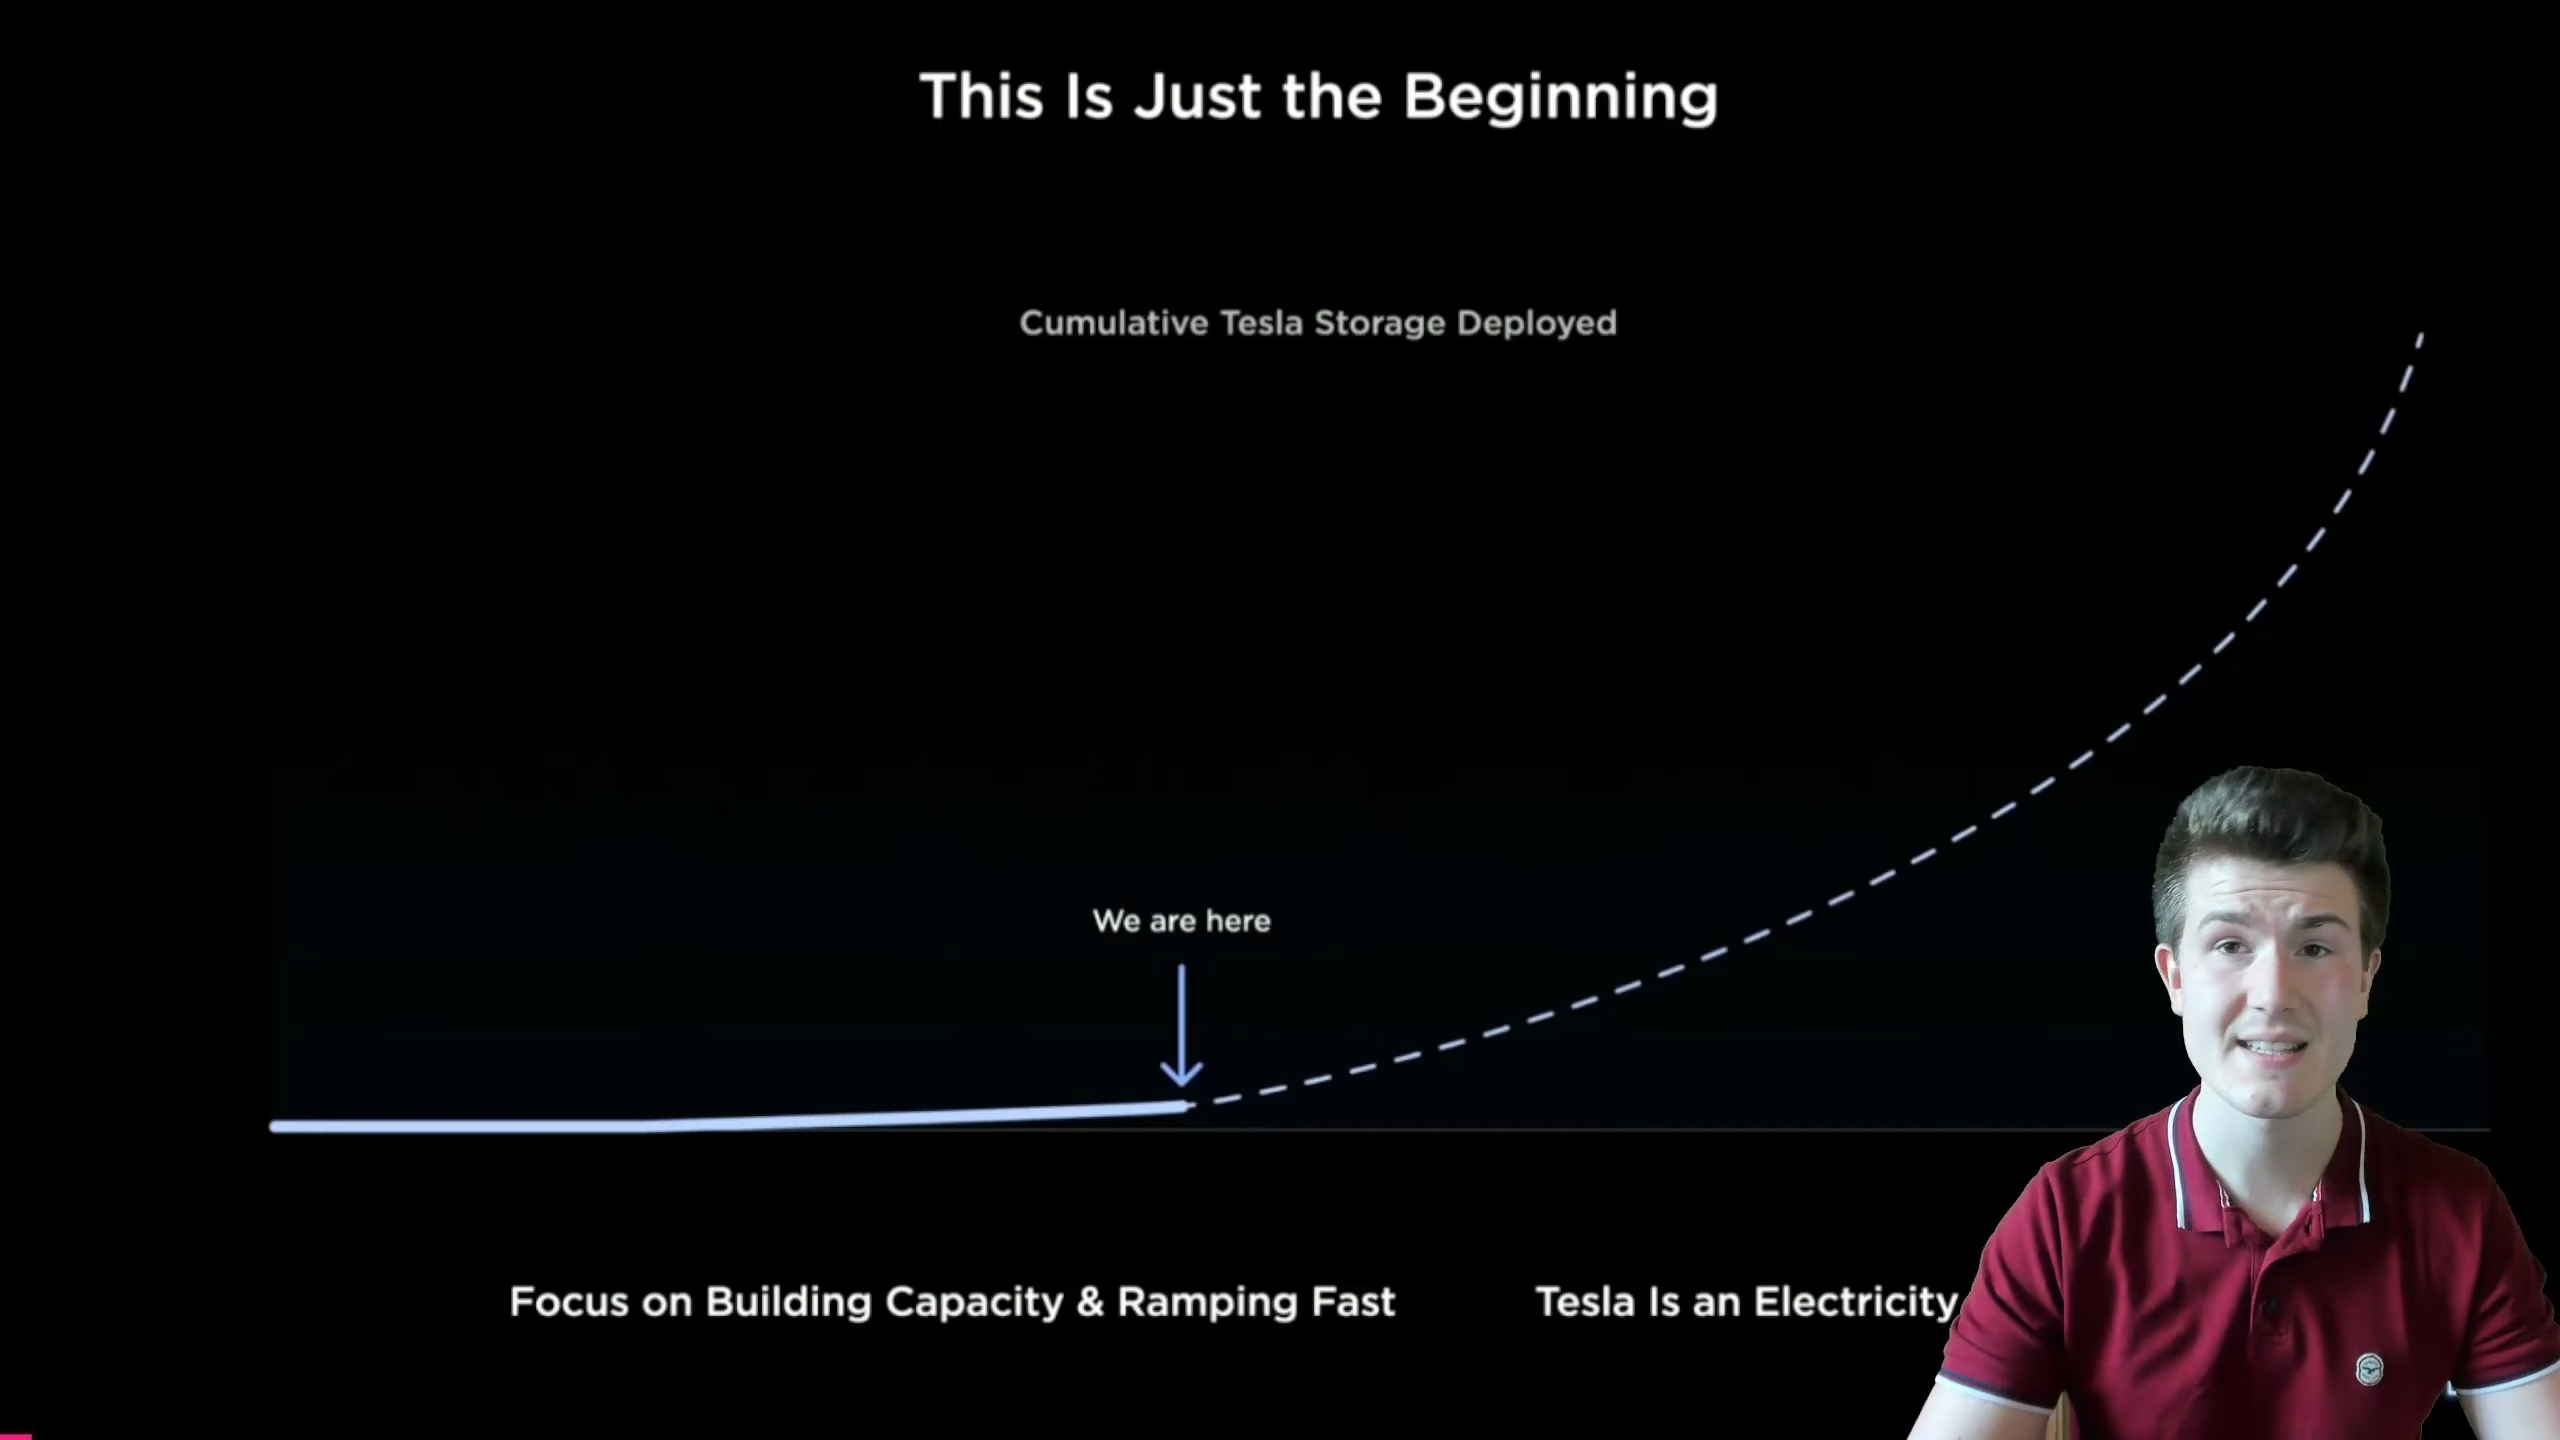 This Is Just the Beginning
Cumulative Tesla Storage Deployed
We are here
Focus on Building Capacity & Ramping Fast
Tesla Is an Electricity